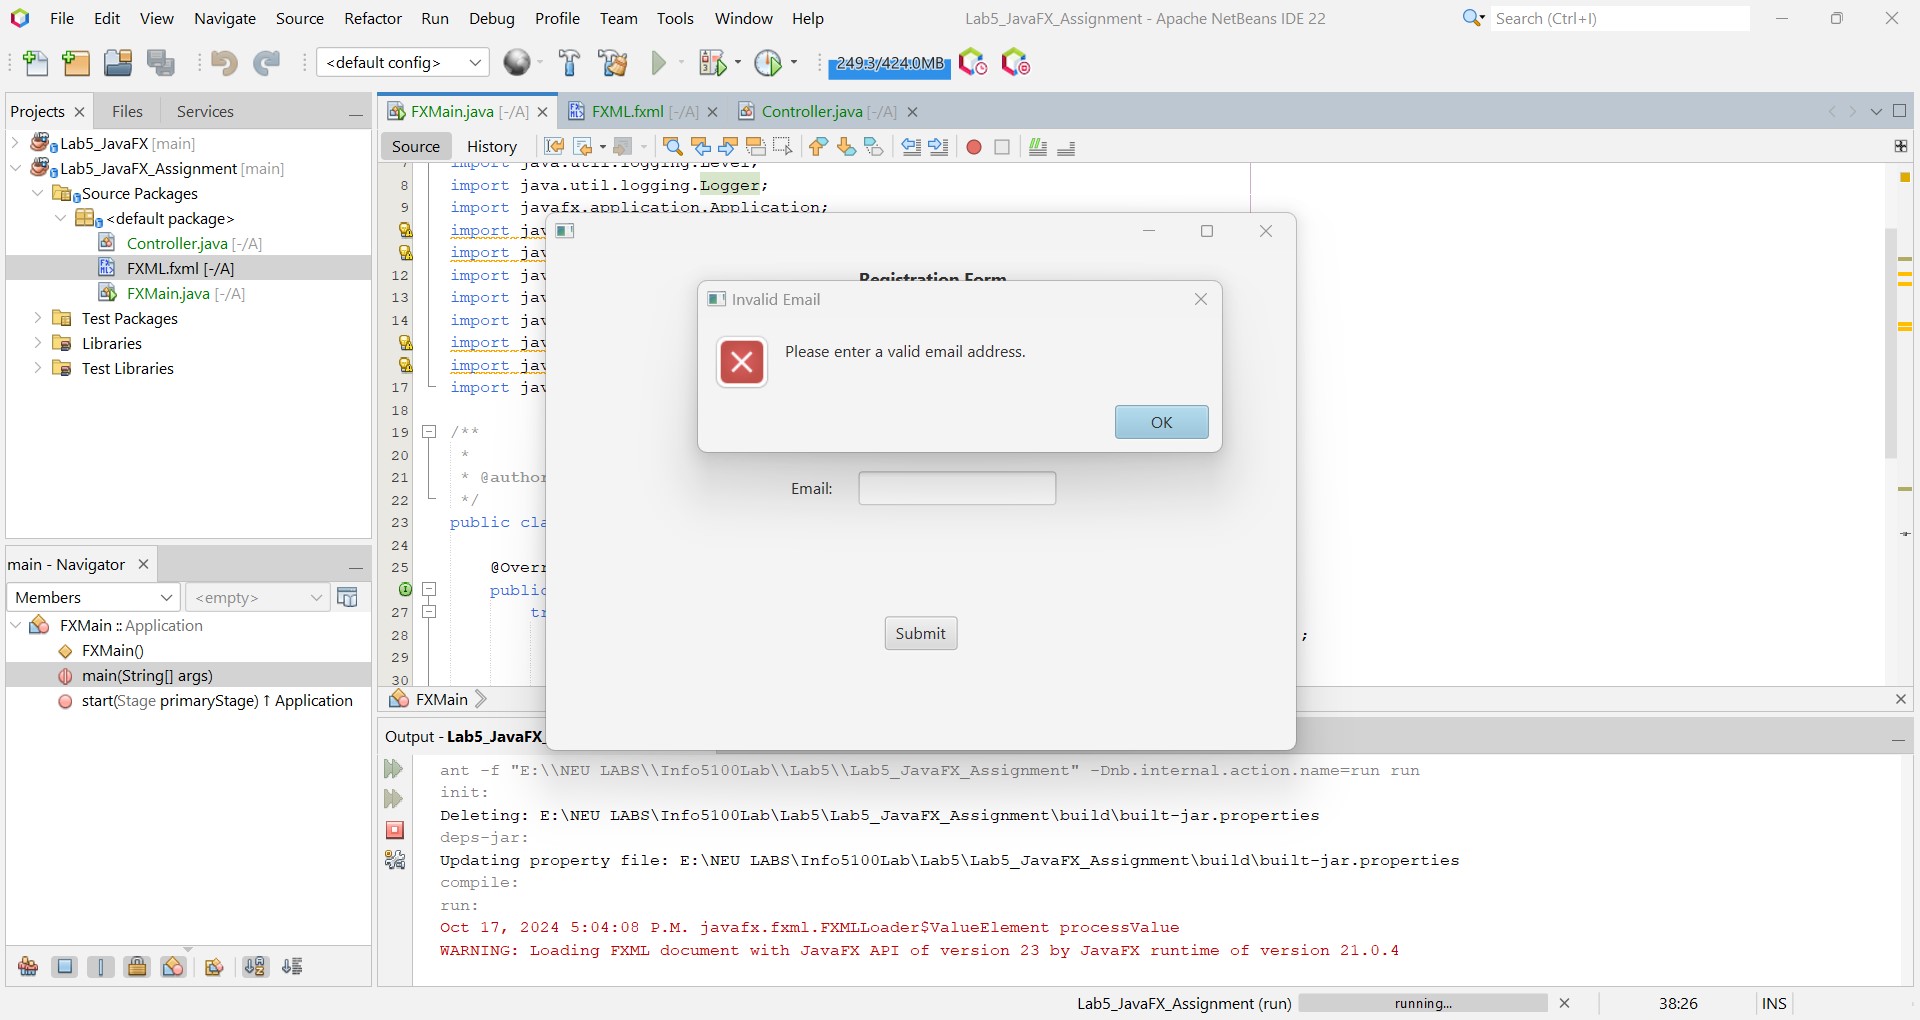 File Edit View Navigate Source Refactor Run Debug Profile Team Tools Window Help
Lab5_JavaFX_Assignment - Apache NetBeans IDE 22
Search (Ctrl+I)
<default config>
249.3/424.0MB
Projects
Files
Services
Lab5_JavaFX [main]
Lab5_JavaFX_Assignment [main]
Source Packages
<default package>
Controller.java [-/A]
FXML.fxml [-/A]
FXMain.java [-/A]
Test Packages
Libraries
Test Libraries
main - Navigator
Members
<empty>
FXMain :: Application
FXMain()
main(String[] args)
start(Stage primaryStage) ↑ Application
FXMain.java [-/A]
FXML.fxml [-/A]
Controller.java [-/A]
Source
History
7 import java.util.logging.Level;
8 import java.util.logging.Logger;
9 import javafx.application.Application;
import jav
import jav
12 import jav
13 import jav
14 import jav
import jav
import jav
17 import jav
18
19 /**
20 *
21 * @author
22 */
23 public cla
24
25 @Overr
public
27 tr
28 ;
29
30
FXMain
Registration Form
Invalid Email
Please enter a valid email address.
OK
Email:
Submit
Output - Lab5_JavaFX_
ant -f "E:\\NEU LABS\\Info5100Lab\\Lab5\\Lab5_JavaFX_Assignment" -Dnb.internal.action.name=run run
init:
Deleting: E:\NEU LABS\Info5100Lab\Lab5\Lab5_JavaFX_Assignment\build\built-jar.properties
deps-jar:
Updating property file: E:\NEU LABS\Info5100Lab\Lab5\Lab5_JavaFX_Assignment\build\built-jar.properties
compile:
run:
Oct 17, 2024 5:04:08 P.M. javafx.fxml.FXMLLoader$ValueElement processValue
WARNING: Loading FXML document with JavaFX API of version 23 by JavaFX runtime of version 21.0.4
Lab5_JavaFX_Assignment (run)
running...
38:26
INS